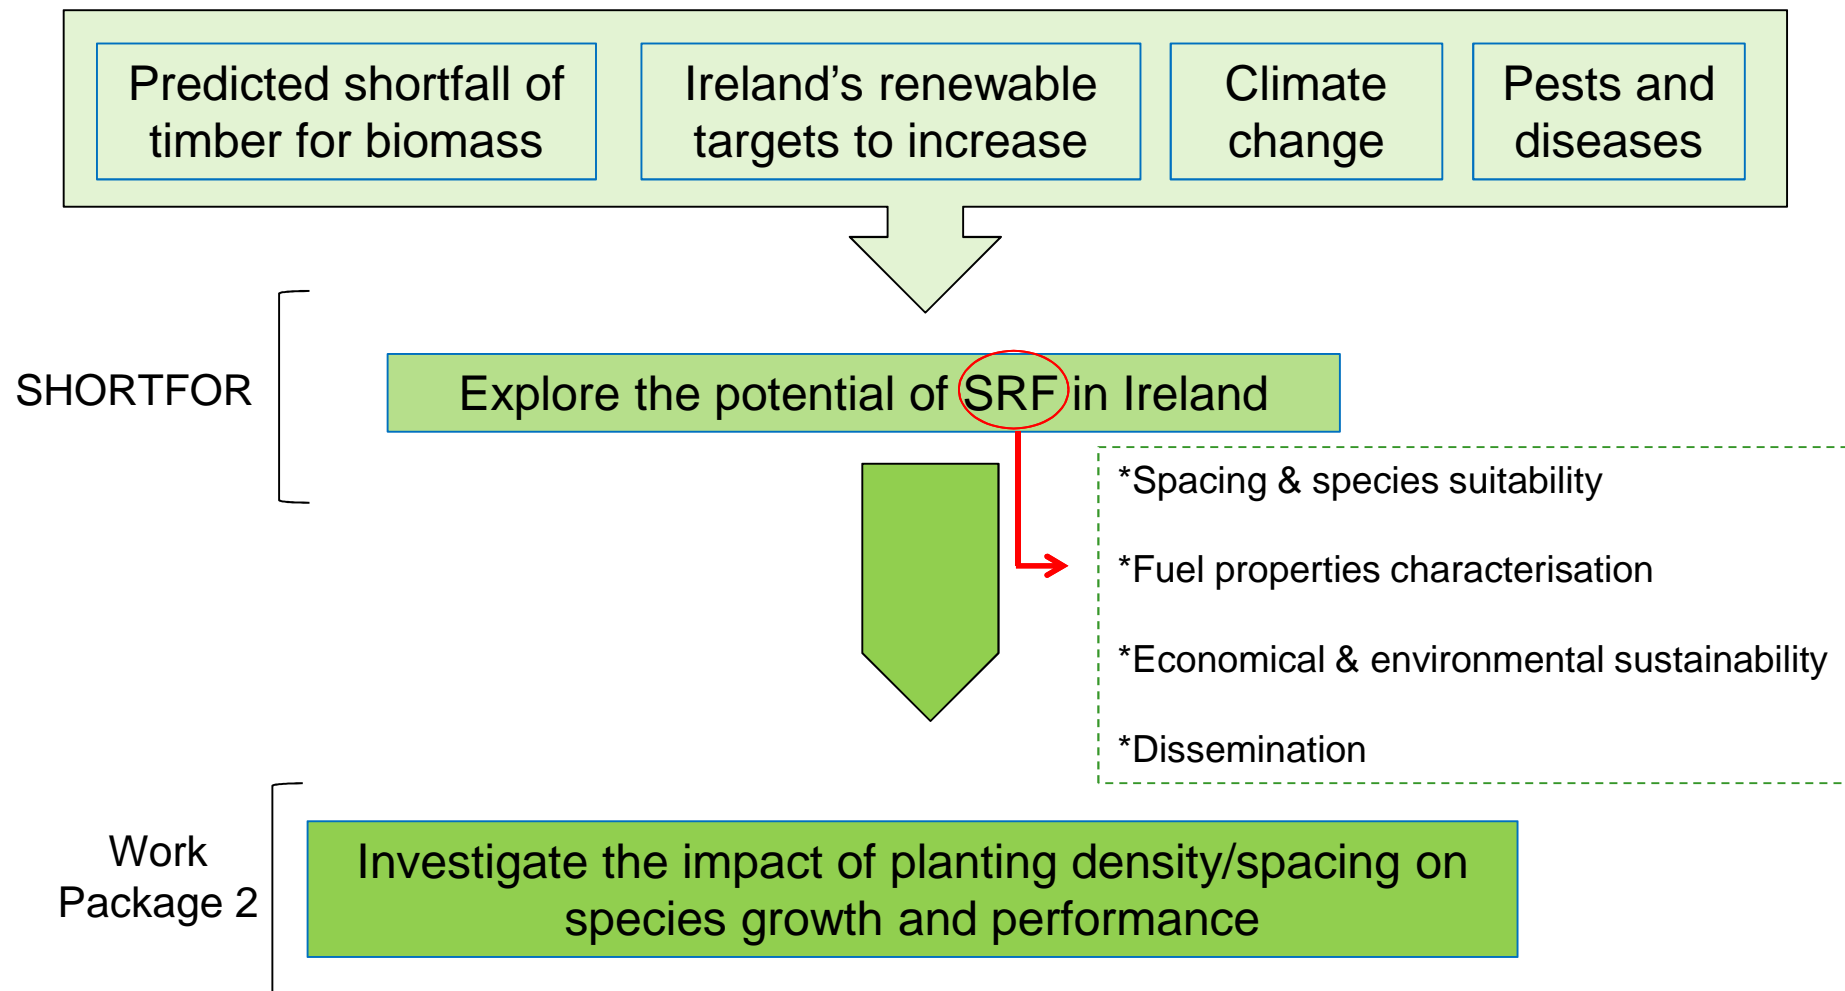 Predicted shortfall of
timber for biomass
Ireland’s renewable
targets to increase
Climate
change
Pests and
diseases
SHORTFOR
Explore the potential of SRF in Ireland
*Spacing & species suitability
*Fuel properties characterisation
*Economical & environmental sustainability
*Dissemination
Work
Package 2
Investigate the impact of planting density/spacing on
species growth and performance